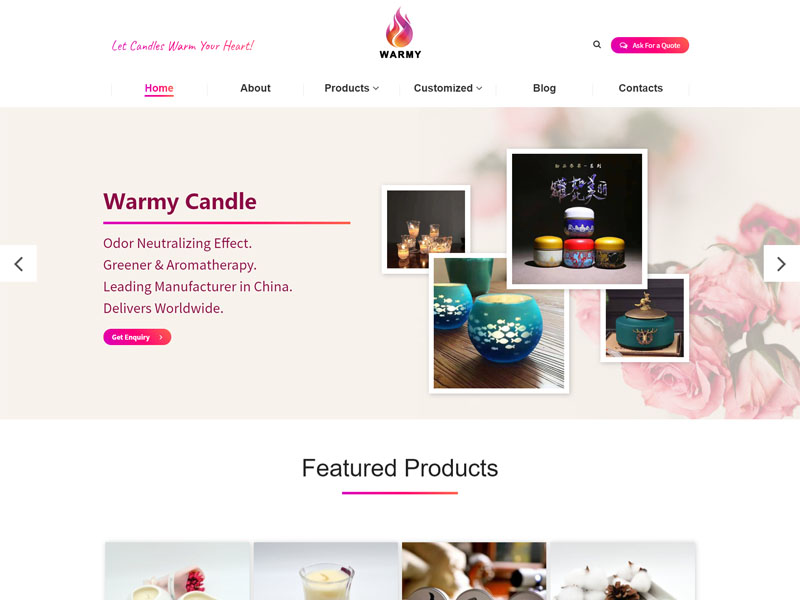 Let Candles Warm Your Heart!
WARMY
Ask For a Quote
Home
About
Products
Customized
Blog
Contacts
Warmy Candle
Odor Neutralizing Effect.
Greener & Aromatherapy.
Leading Manufacturer in China.
Delivers Worldwide.
Get Enquiry
Featured Products